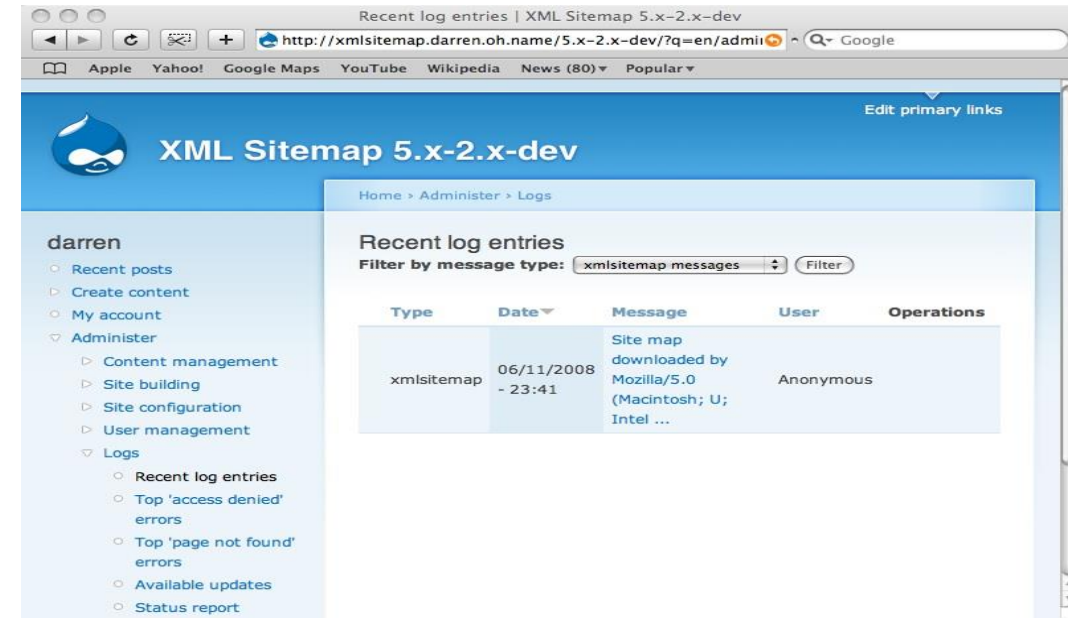 Recent log entries | XML Sitemap 5.x-2.x-dev
http://xmlsitemap.darren.oh.name/5.x-2.x-dev/?q=en/admi
Google
Apple Yahoo! Google Maps YouTube Wikipedia News (80) Popular
Edit primary links
XML Sitemap 5.x-2.x-dev
Home › Administer › Logs
darren
Recent posts
Create content
My account
Administer
Content management
Site building
Site configuration
User management
Logs
Recent log entries
Top 'access denied'
errors
Top 'page not found'
errors
Available updates
Status report
Recent log entries
Filter by message type: xmlsitemap messages Filter
Type Date Message User Operations
xmlsitemap
06/11/2008
- 23:41
Site map
downloaded by
Mozilla/5.0
(Macintosh; U;
Intel ...
Anonymous